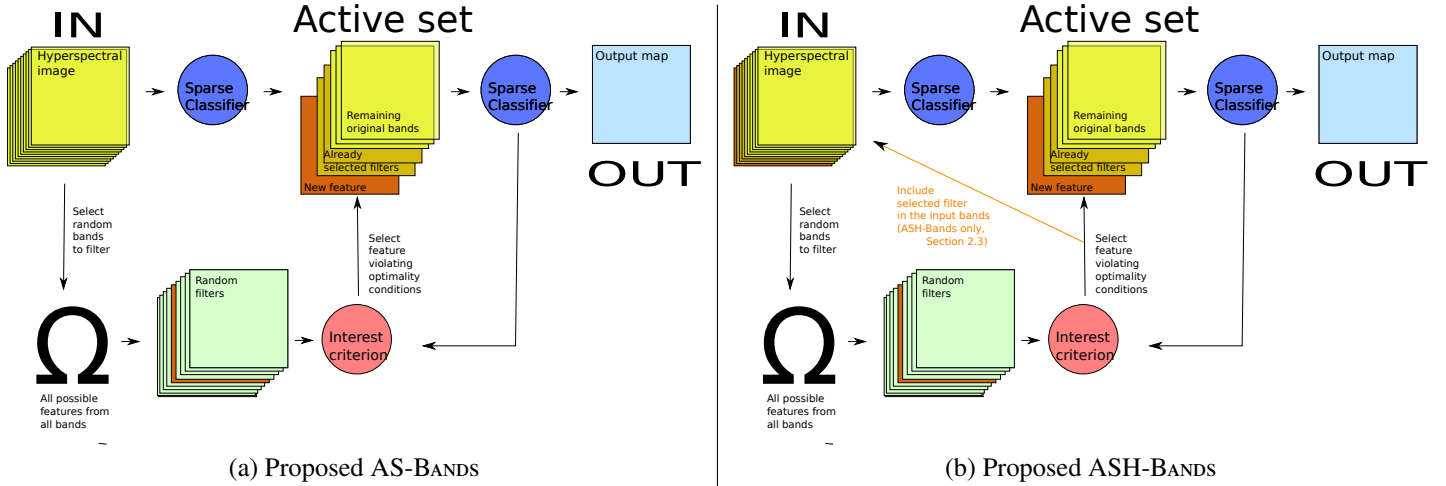 IN
Active set
Hyperspectral
image
Sparse
Classifier
Remaining
original bands
Already
selected filters
New feature
Sparse
Classifier
Output map
OUT
Select
random
bands
to filter
Select
feature
violating
optimality
conditions
Ω
All possible
features from
all bands
Random
filters
Interest
criterion
(a) Proposed AS-BANDS
IN
Active set
Hyperspectral
image
Sparse
Classifier
Remaining
original bands
Already
selected filters
New feature
Sparse
Classifier
Output map
OUT
Include
selected filter
in the input bands
(ASH-Bands only,
Section 2.3)
Select
random
bands
to filter
Select
feature
violating
optimality
conditions
Ω
All possible
features from
all bands
Random
filters
Interest
criterion
(b) Proposed ASH-BANDS